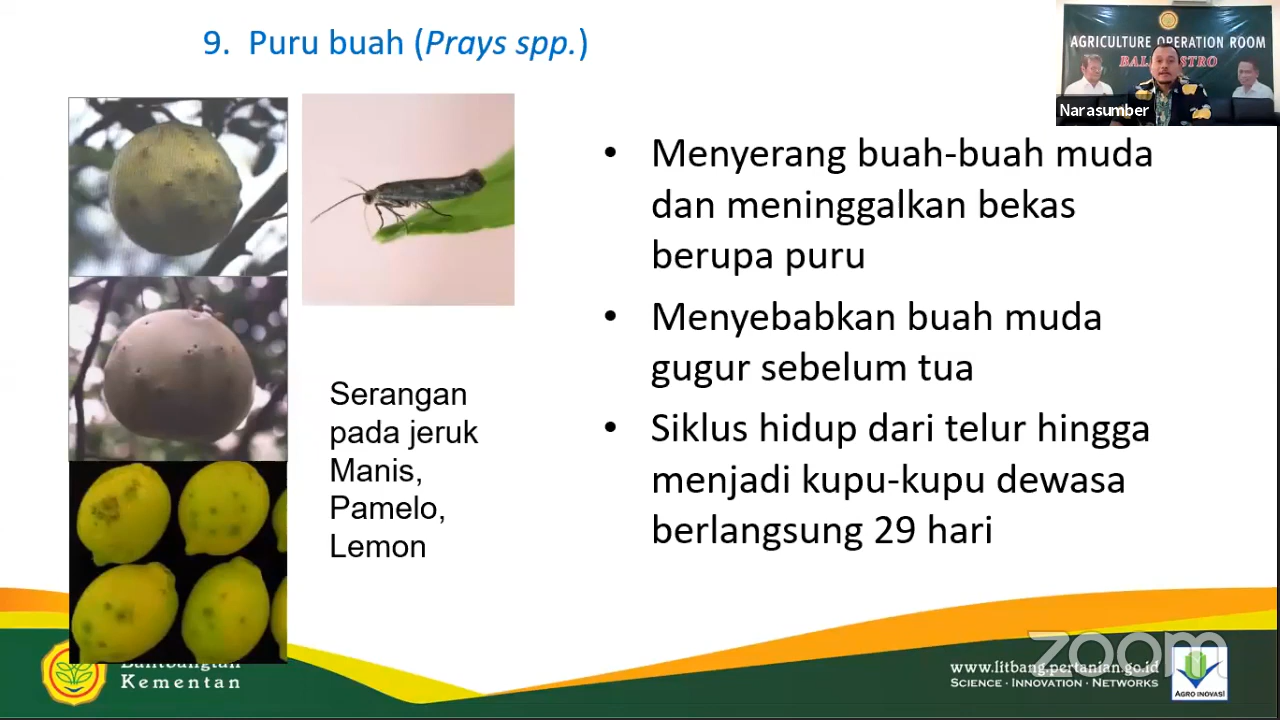 9. Puru buah (Prays spp.)
AGRICULTURE OPERATION ROOM
Narasumber
Menyerang buah-buah muda
dan meninggalkan bekas
berupa puru
Menyebabkan buah muda
gugur sebelum tua
Siklus hidup dari telur hingga
menjadi kupu-kupu dewasa
berlangsung 29 hari
Serangan
pada jeruk
Manis,
Pamelo,
Lemon
Balitbangtan
Kementan
zoom
www.litbang.pertanian.go.id
SCIENCE · INNOVATION · NETWORKS
AGRO INOVASI